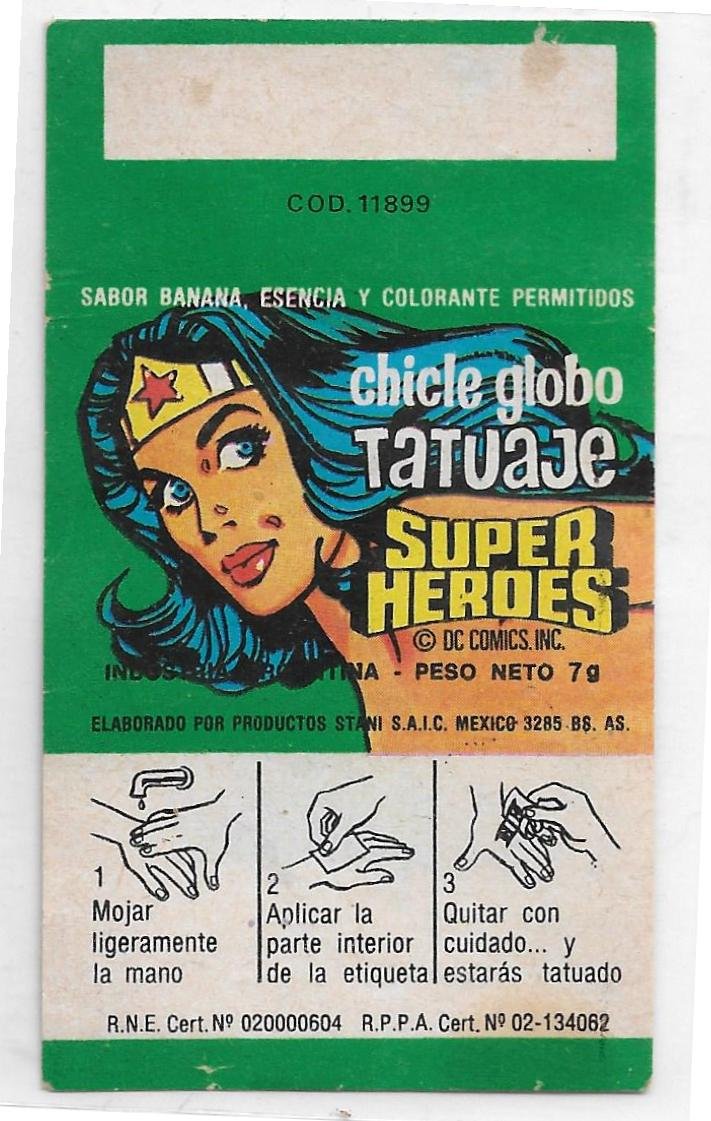 COD. 11899
SABOR BANANA, ESENCIA Y COLORANTE PERMITIDOS
chicle globo
TATUAJE
SUPER
HEROES
© DC COMICS. INC.
INDUSTRIA ARGENTINA - PESO NETO 7g
ELABORADO POR PRODUCTOS STANI S.A.I.C. MEXICO 3285 BS. AS.
1
Mojar
ligeramente
la mano
2
Aplicar la
parte interior
de la etiqueta
3
Quitar con
cuidado... y
estarás tatuado
R.N.E. Cert. Nº 020000604 R.P.P.A. Cert. Nº 02-134062